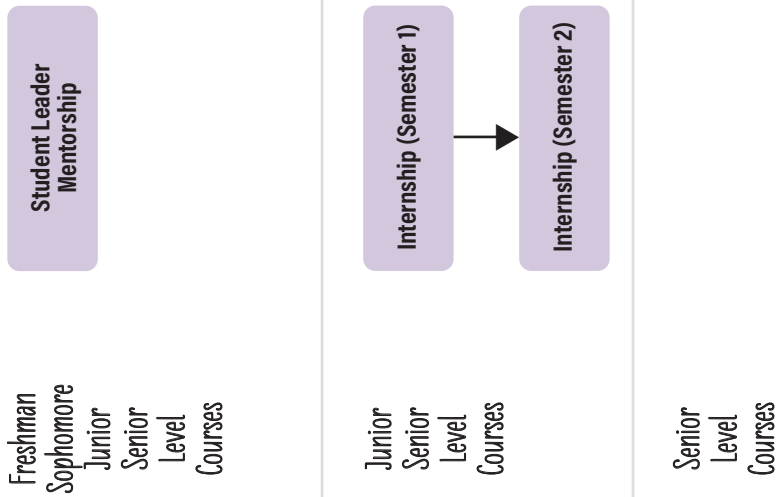 Freshman
Sophomore
Junior
Senior
Level
Courses
Student Leader
Mentorship
Junior
Senior
Level
Courses
Internship (Semester 1)
Internship (Semester 2)
Senior
Level
Courses